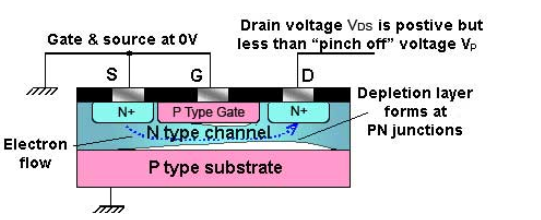 Drain voltage VDS is postive but
less than “pinch off” voltage Vp
Gate & source at 0V
S
G
D
N+
P Type Gate
N+
Depletion layer
forms at
PN junctions
N type channel
Electron
flow
P type substrate